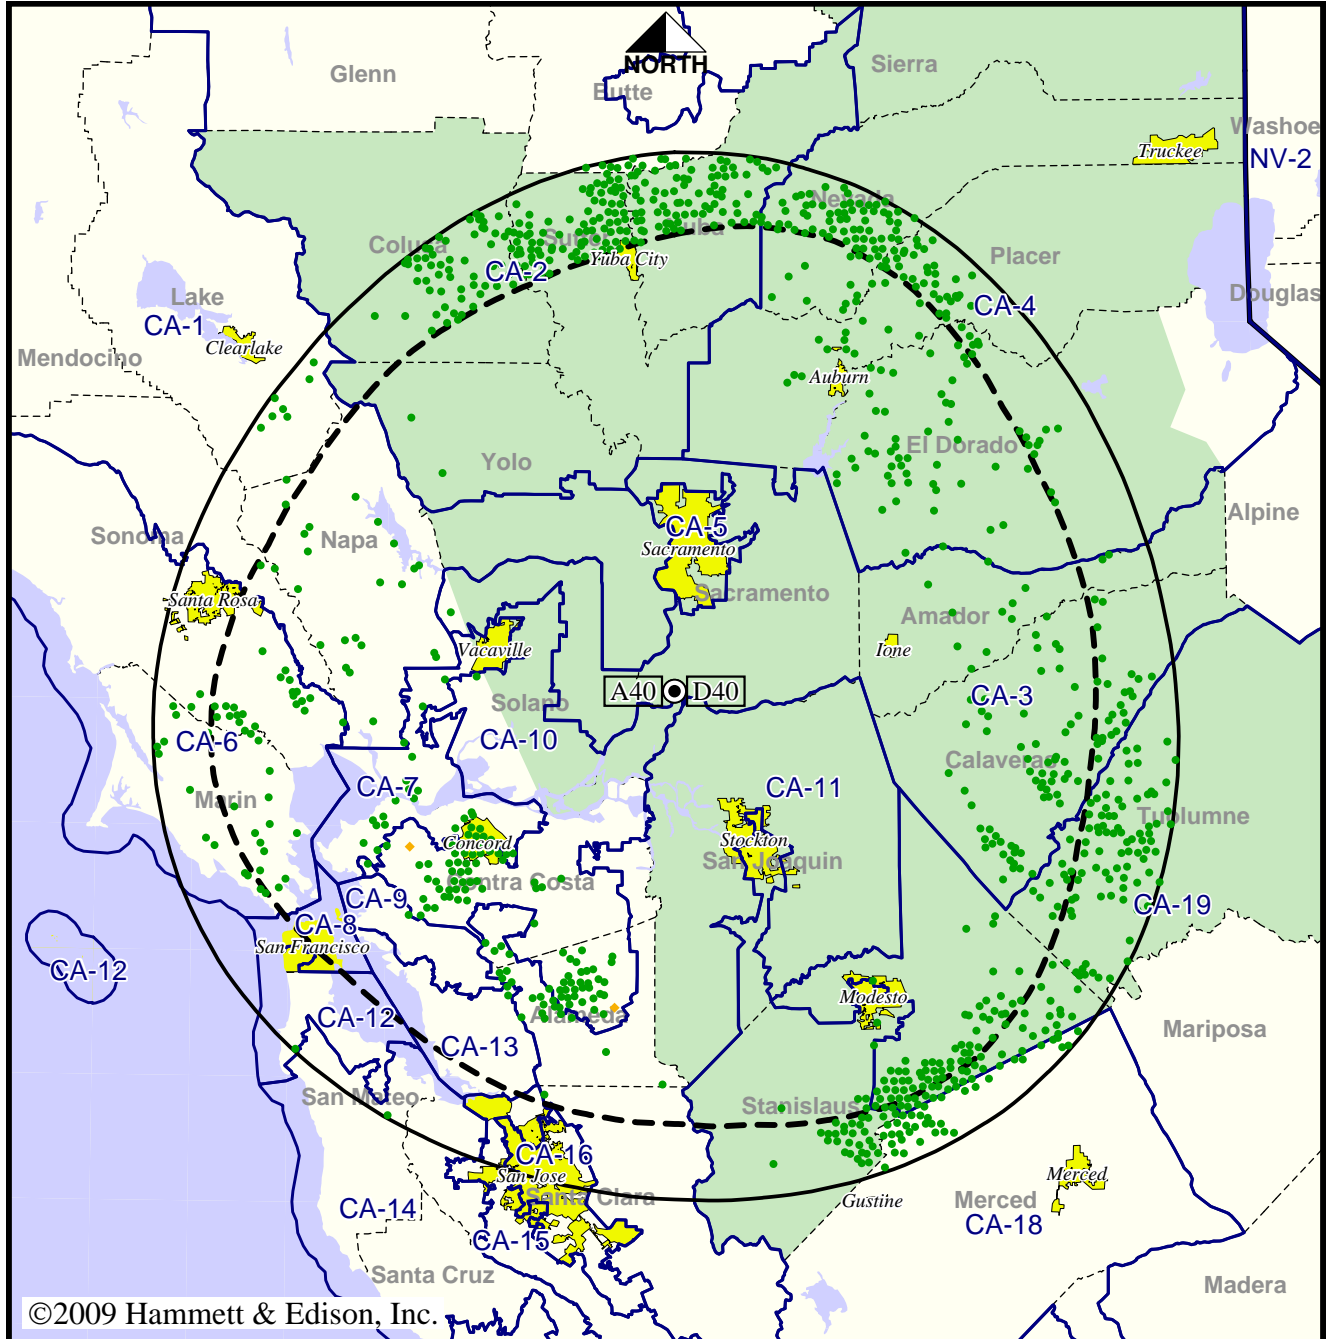 NORTH
Glenn
Butte
Sierra
Washoe
NV-2
Truckee
Nevada
Colusa
Sutter
Yuba
Yuba City
CA-2
Placer
CA-4
Douglas
Lake
CA-1
Clearlake
Mendocino
Auburn
El Dorado
Yolo
CA-5
Sacramento
Sacramento
Alpine
Sonoma
Napa
Santa Rosa
Vacaville
Amador
Ione
Solano
A40
D40
CA-3
CA-6
CA-10
Calaveras
CA-7
CA-11
Marin
Tuolumne
Concord
Stockton
San Joaquin
Contra Costa
CA-9
CA-8
San Francisco
CA-19
CA-12
CA-12
Modesto
Alameda
Mariposa
CA-13
San Mateo
Stanislaus
CA-16
San Jose
Santa Clara
Gustine
Merced
Merced
CA-18
CA-14
CA-15
Santa Cruz
Madera
©2009 Hammett & Edison, Inc.